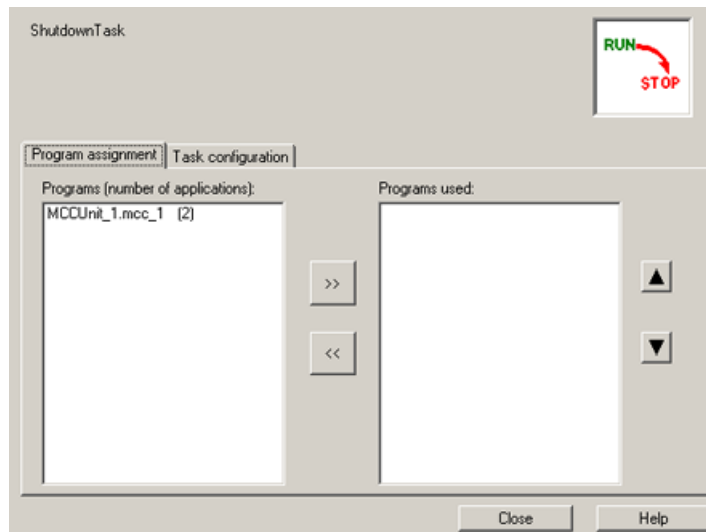 ShutdownTask
RUN
STOP
Program assignment
Task configuration
Programs (number of applications):
Programs used:
MCCUnit_1.mcc_1 (2)
>>
<<
Close
Help